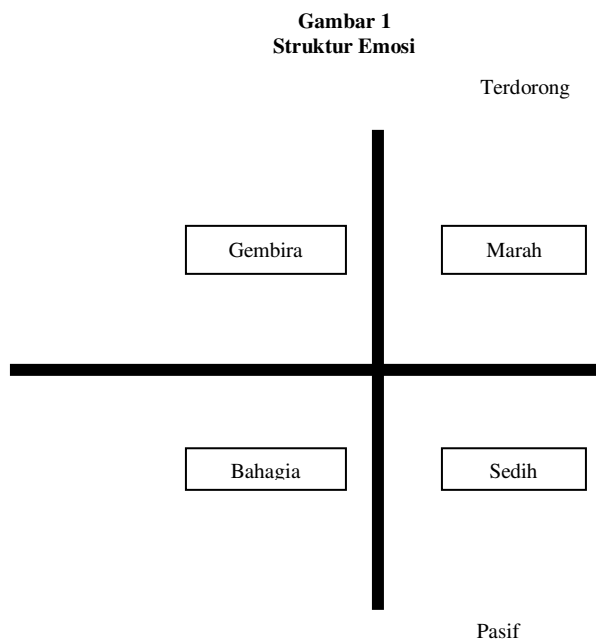 Gambar 1
Struktur Emosi
Terdorong
Gembira
Marah
Bahagia
Sedih
Pasif